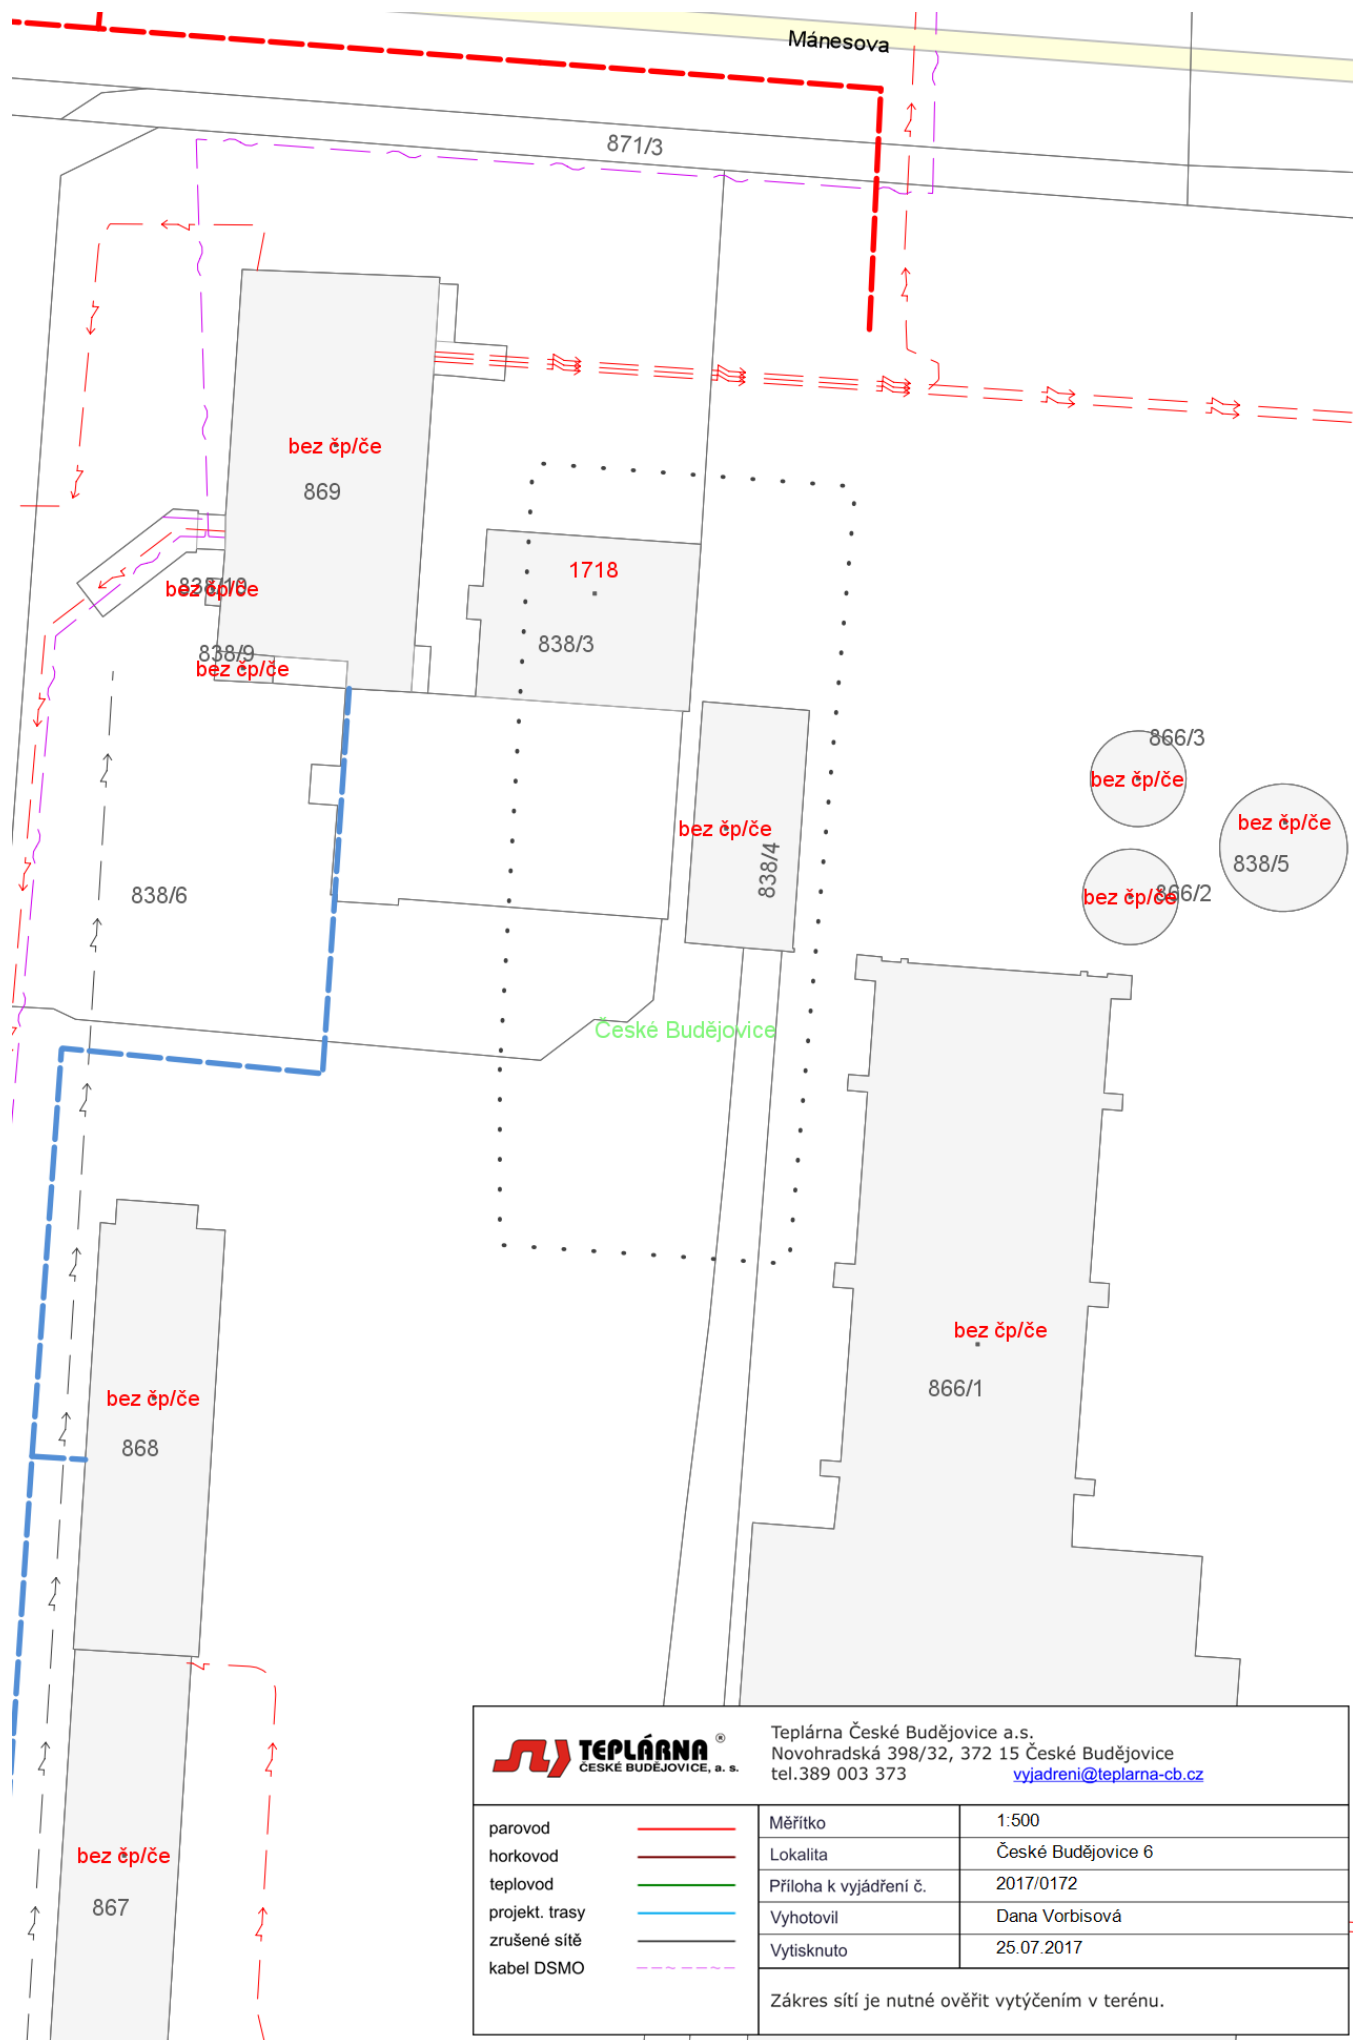 Mánesova
871/3
bez čp/če
869
1718
838/3
838/10
bez čp/če
838/9
bez čp/če
866/3
bez čp/če
bez čp/če
838/5
bez čp/če
838/4
bez čp/če
866/2
838/6
České Budějovice
bez čp/če
866/1
bez čp/če
868
bez čp/če
867
TEPLÁRNA ®
ČESKÉ BUDĚJOVICE, a. s.
Teplárna České Budějovice a.s.
Novohradská 398/32, 372 15 České Budějovice
tel.389 003 373 vyjadreni@teplarna-cb.cz
parovod
horkovod
teplovod
projekt. trasy
zrušené sítě
kabel DSMO
Měřítko 1:500
Lokalita České Budějovice 6
Příloha k vyjádření č. 2017/0172
Vyhotovil Dana Vorbisová
Vytisknuto 25.07.2017
Zákres sítí je nutné ověřit vytýčením v terénu.